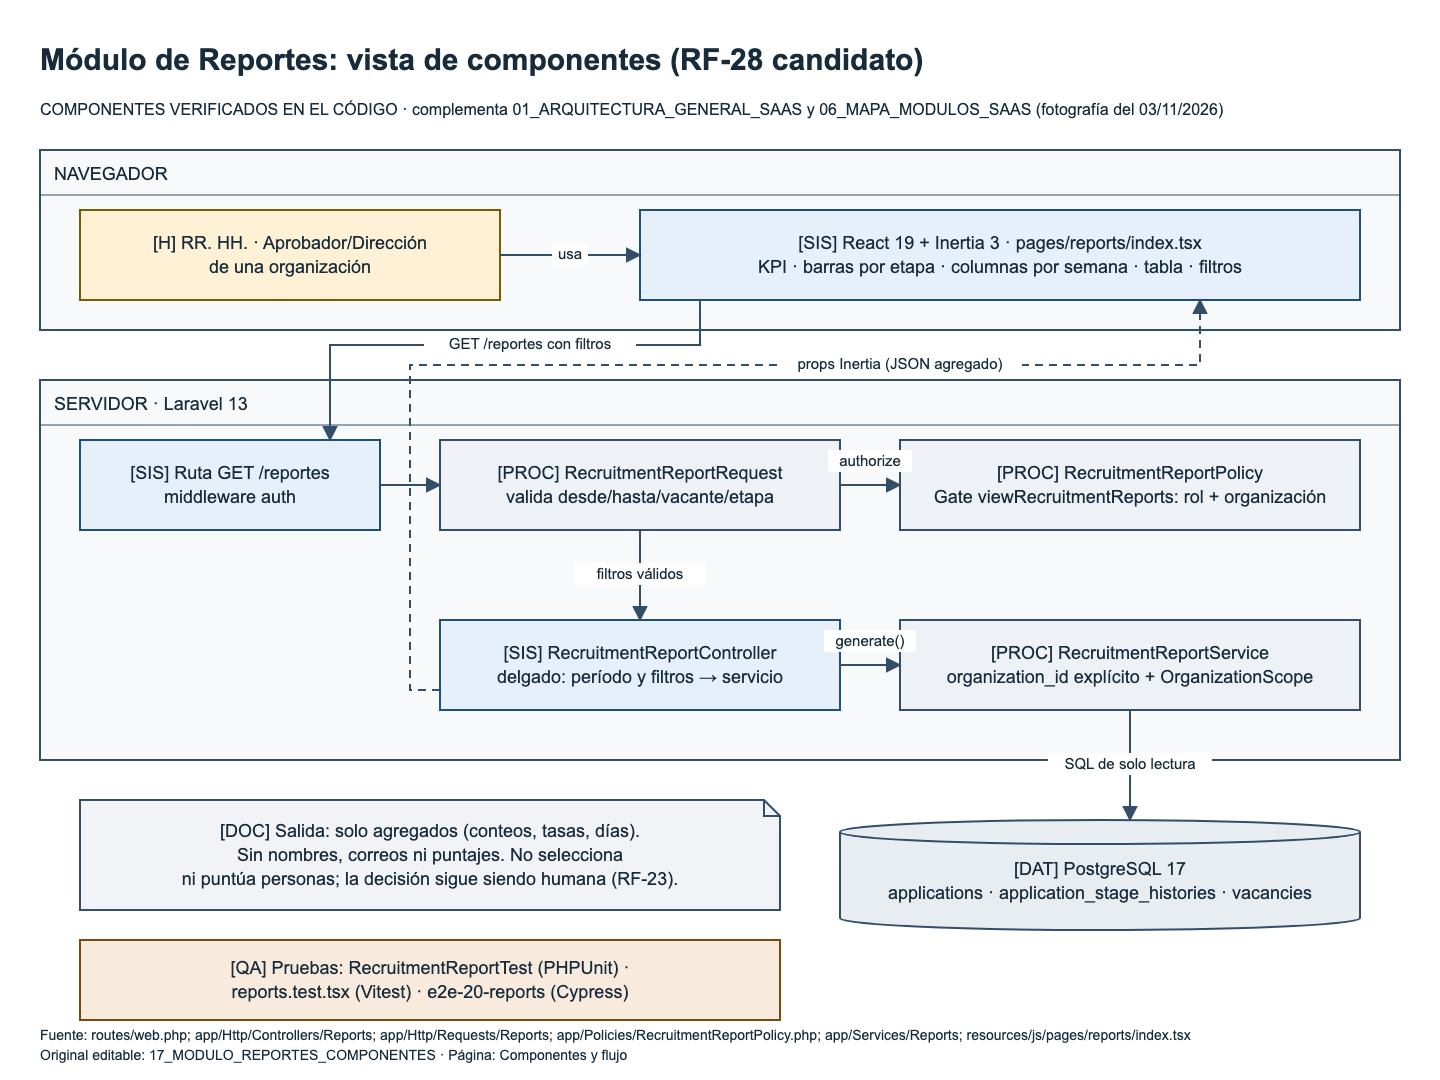 Módulo de Reportes: vista de componentes (RF-28 candidato)
COMPONENTES VERIFICADOS EN EL CÓDIGO · complementa 01_ARQUITECTURA_GENERAL_SAAS y 06_MAPA_MODULOS_SAAS (fotografía del 03/11/2026)
NAVEGADOR
[H] RR. HH. · Aprobador/Dirección
de una organización
usa
[SIS] React 19 + Inertia 3 · pages/reports/index.tsx
KPI · barras por etapa · columnas por semana · tabla · filtros
GET /reportes con filtros
props Inertia (JSON agregado)
SERVIDOR · Laravel 13
[SIS] Ruta GET /reportes
middleware auth
[PROC] RecruitmentReportRequest
valida desde/hasta/vacante/etapa
authorize
[PROC] RecruitmentReportPolicy
Gate viewRecruitmentReports: rol + organización
filtros válidos
[SIS] RecruitmentReportController
delgado: período y filtros → servicio
generate()
[PROC] RecruitmentReportService
organization_id explícito + OrganizationScope
SQL de solo lectura
[DOC] Salida: solo agregados (conteos, tasas, días).
Sin nombres, correos ni puntajes. No selecciona
ni puntúa personas; la decisión sigue siendo humana (RF-23).
[DAT] PostgreSQL 17
applications · application_stage_histories · vacancies
[QA] Pruebas: RecruitmentReportTest (PHPUnit) ·
reports.test.tsx (Vitest) · e2e-20-reports (Cypress)
Fuente: routes/web.php; app/Http/Controllers/Reports; app/Http/Requests/Reports; app/Policies/RecruitmentReportPolicy.php; app/Services/Reports; resources/js/pages/reports/index.tsx
Original editable: 17_MODULO_REPORTES_COMPONENTES · Página: Componentes y flujo